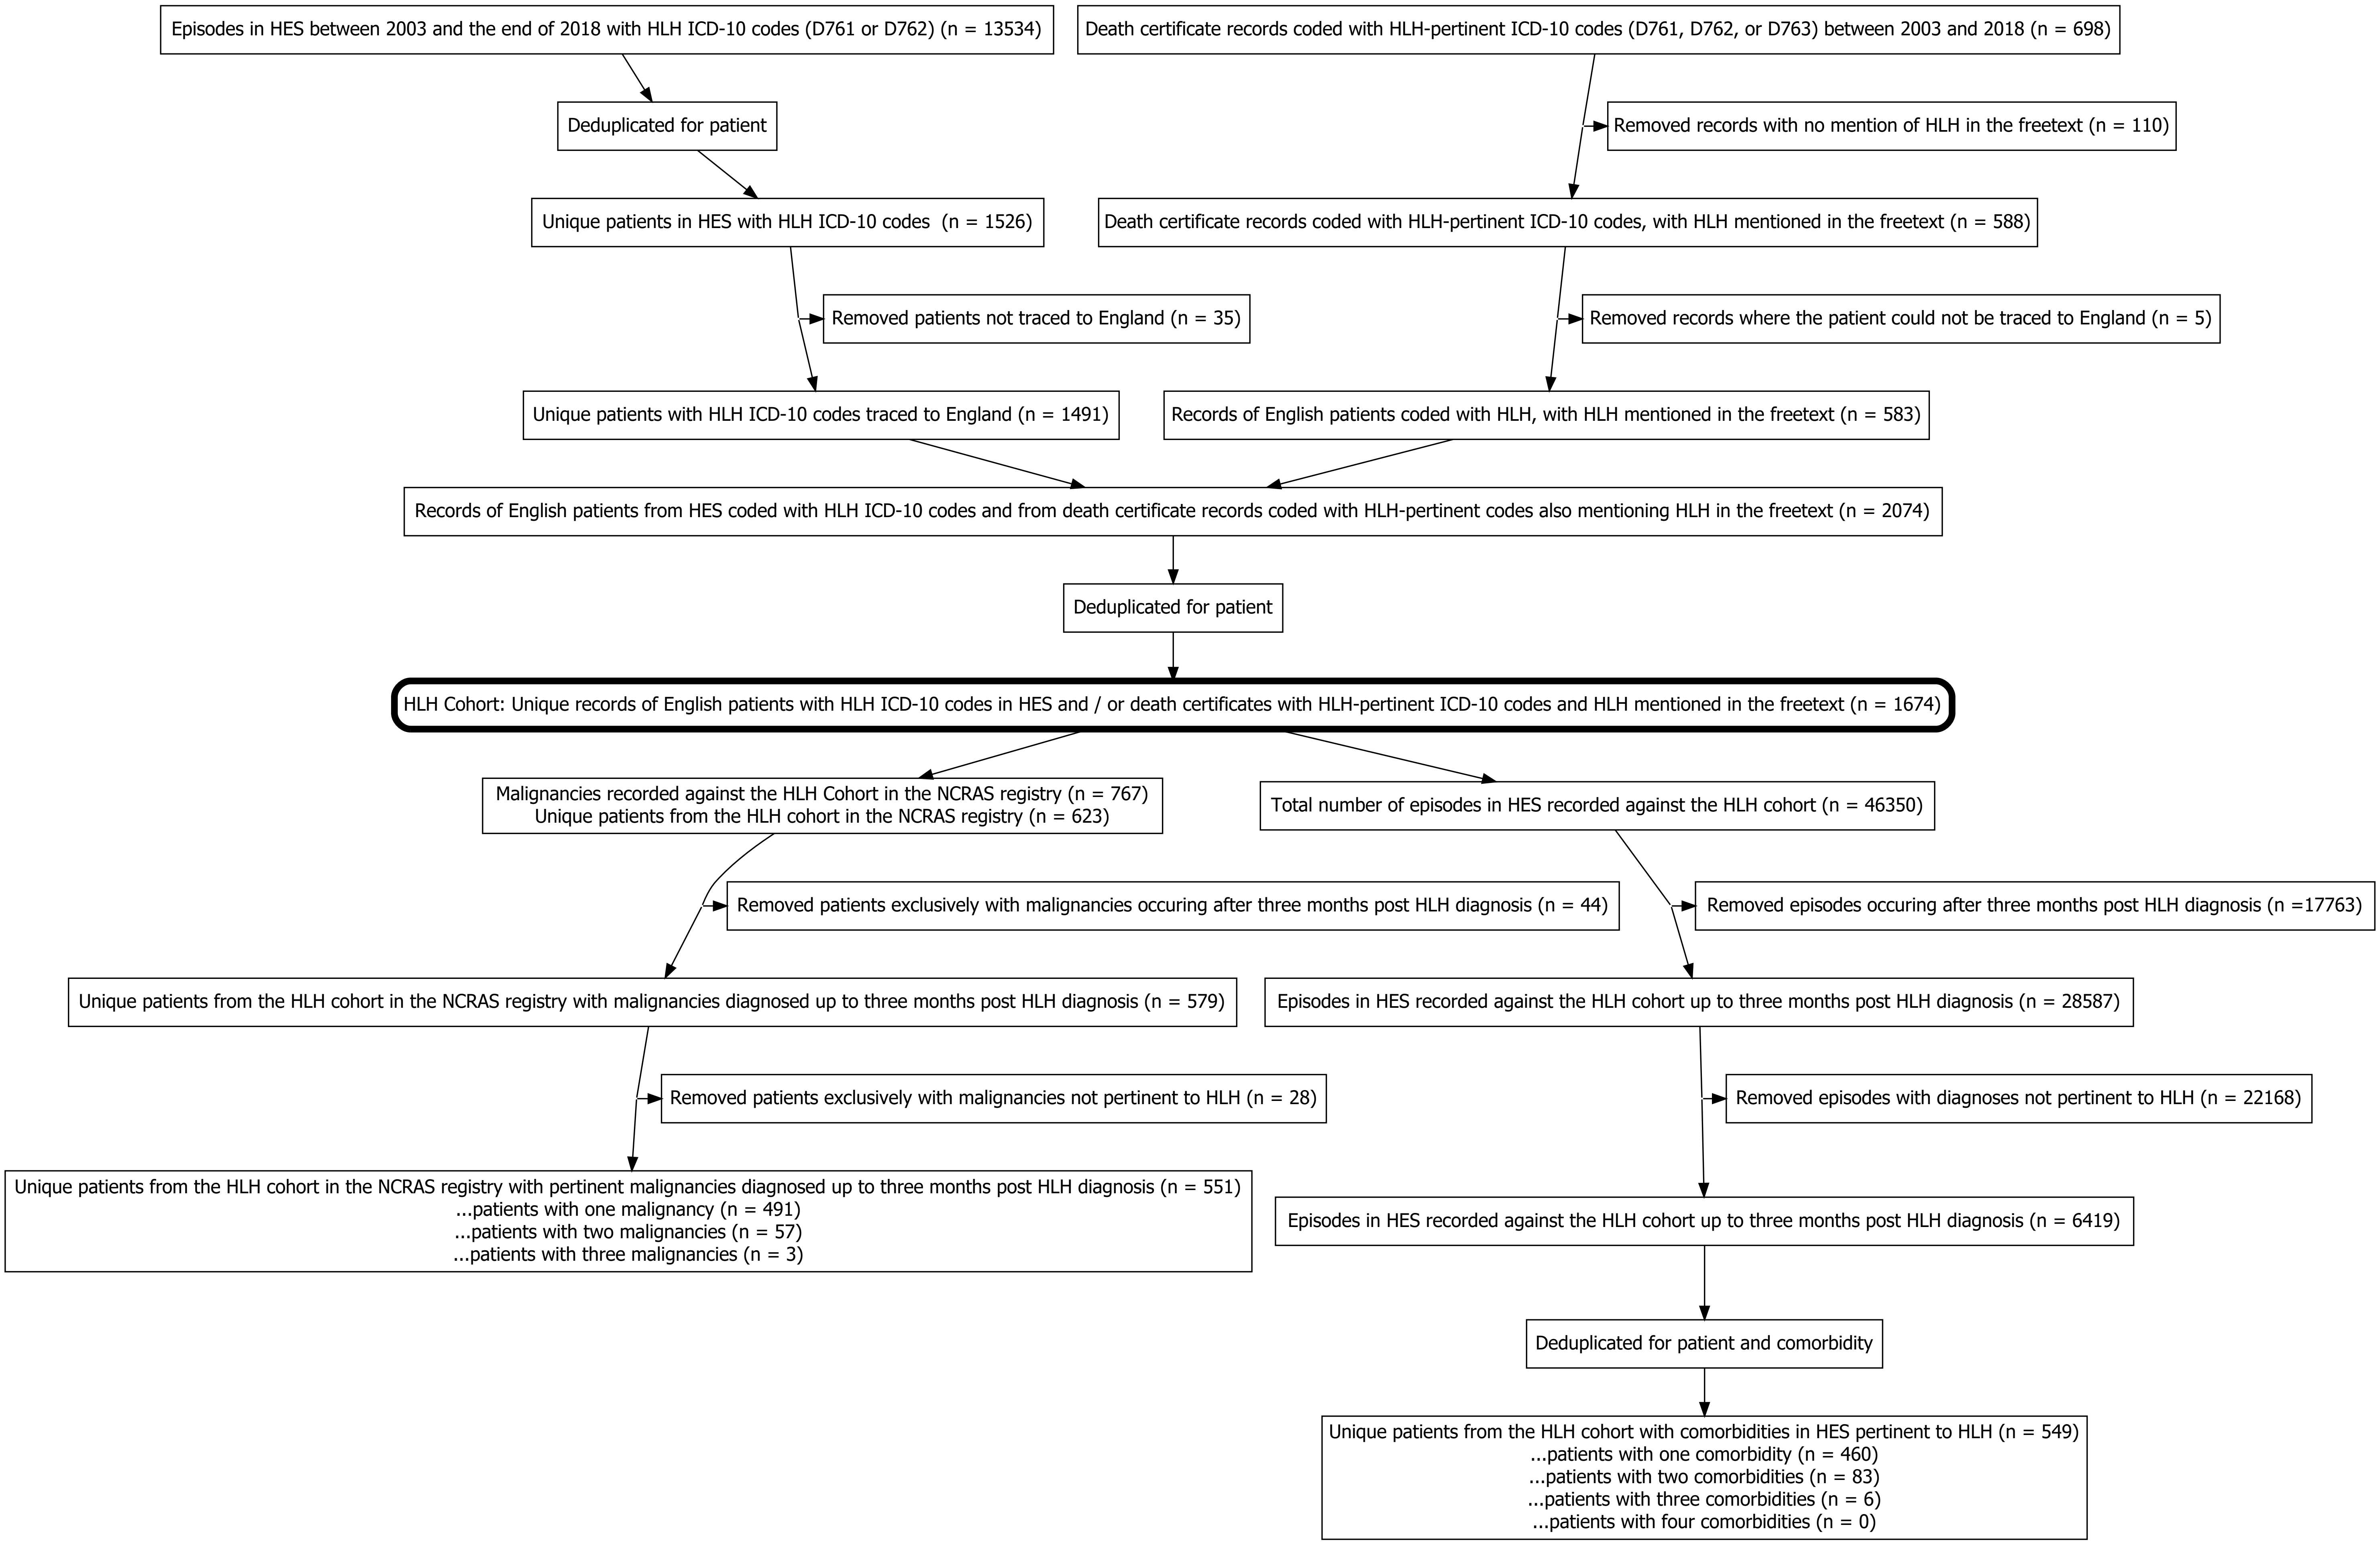 Episodes in HES between 2003 and the end of 2018 with HLH ICD-10 codes (D761 or D762) (n = 13534)
Death certificate records coded with HLH-pertinent ICD-10 codes (D761, D762, or D763) between 2003 and 2018 (n = 698)
Deduplicated for patient
Removed records with no mention of HLH in the freetext (n = 110)
Unique patients in HES with HLH ICD-10 codes (n = 1526)
Death certificate records coded with HLH-pertinent ICD-10 codes, with HLH mentioned in the freetext (n = 588)
Removed patients not traced to England (n = 35)
Removed records where the patient could not be traced to England (n = 5)
Unique patients with HLH ICD-10 codes traced to England (n = 1491)
Records of English patients coded with HLH, with HLH mentioned in the freetext (n = 583)
Records of English patients from HES coded with HLH ICD-10 codes and from death certificate records coded with HLH-pertinent codes also mentioning HLH in the freetext (n = 2074)
Deduplicated for patient
HLH Cohort: Unique records of English patients with HLH ICD-10 codes in HES and / or death certificates with HLH-pertinent ICD-10 codes and HLH mentioned in the freetext (n = 1674)
Malignancies recorded against the HLH Cohort in the NCRAS registry (n = 767)
Unique patients from the HLH cohort in the NCRAS registry (n = 623)
Total number of episodes in HES recorded against the HLH cohort (n = 46350)
Removed patients exclusively with malignancies occuring after three months post HLH diagnosis (n = 44)
Removed episodes occuring after three months post HLH diagnosis (n =17763)
Unique patients from the HLH cohort in the NCRAS registry with malignancies diagnosed up to three months post HLH diagnosis (n = 579)
Episodes in HES recorded against the HLH cohort up to three months post HLH diagnosis (n = 28587)
Removed patients exclusively with malignancies not pertinent to HLH (n = 28)
Removed episodes with diagnoses not pertinent to HLH (n = 22168)
Unique patients from the HLH cohort in the NCRAS registry with pertinent malignancies diagnosed up to three months post HLH diagnosis (n = 551)
...patients with one malignancy (n = 491)
...patients with two malignancies (n = 57)
...patients with three malignancies (n = 3)
Episodes in HES recorded against the HLH cohort up to three months post HLH diagnosis (n = 6419)
Deduplicated for patient and comorbidity
Unique patients from the HLH cohort with comorbidities in HES pertinent to HLH (n = 549)
...patients with one comorbidity (n = 460)
...patients with two comorbidities (n = 83)
...patients with three comorbidities (n = 6)
...patients with four comorbidities (n = 0)